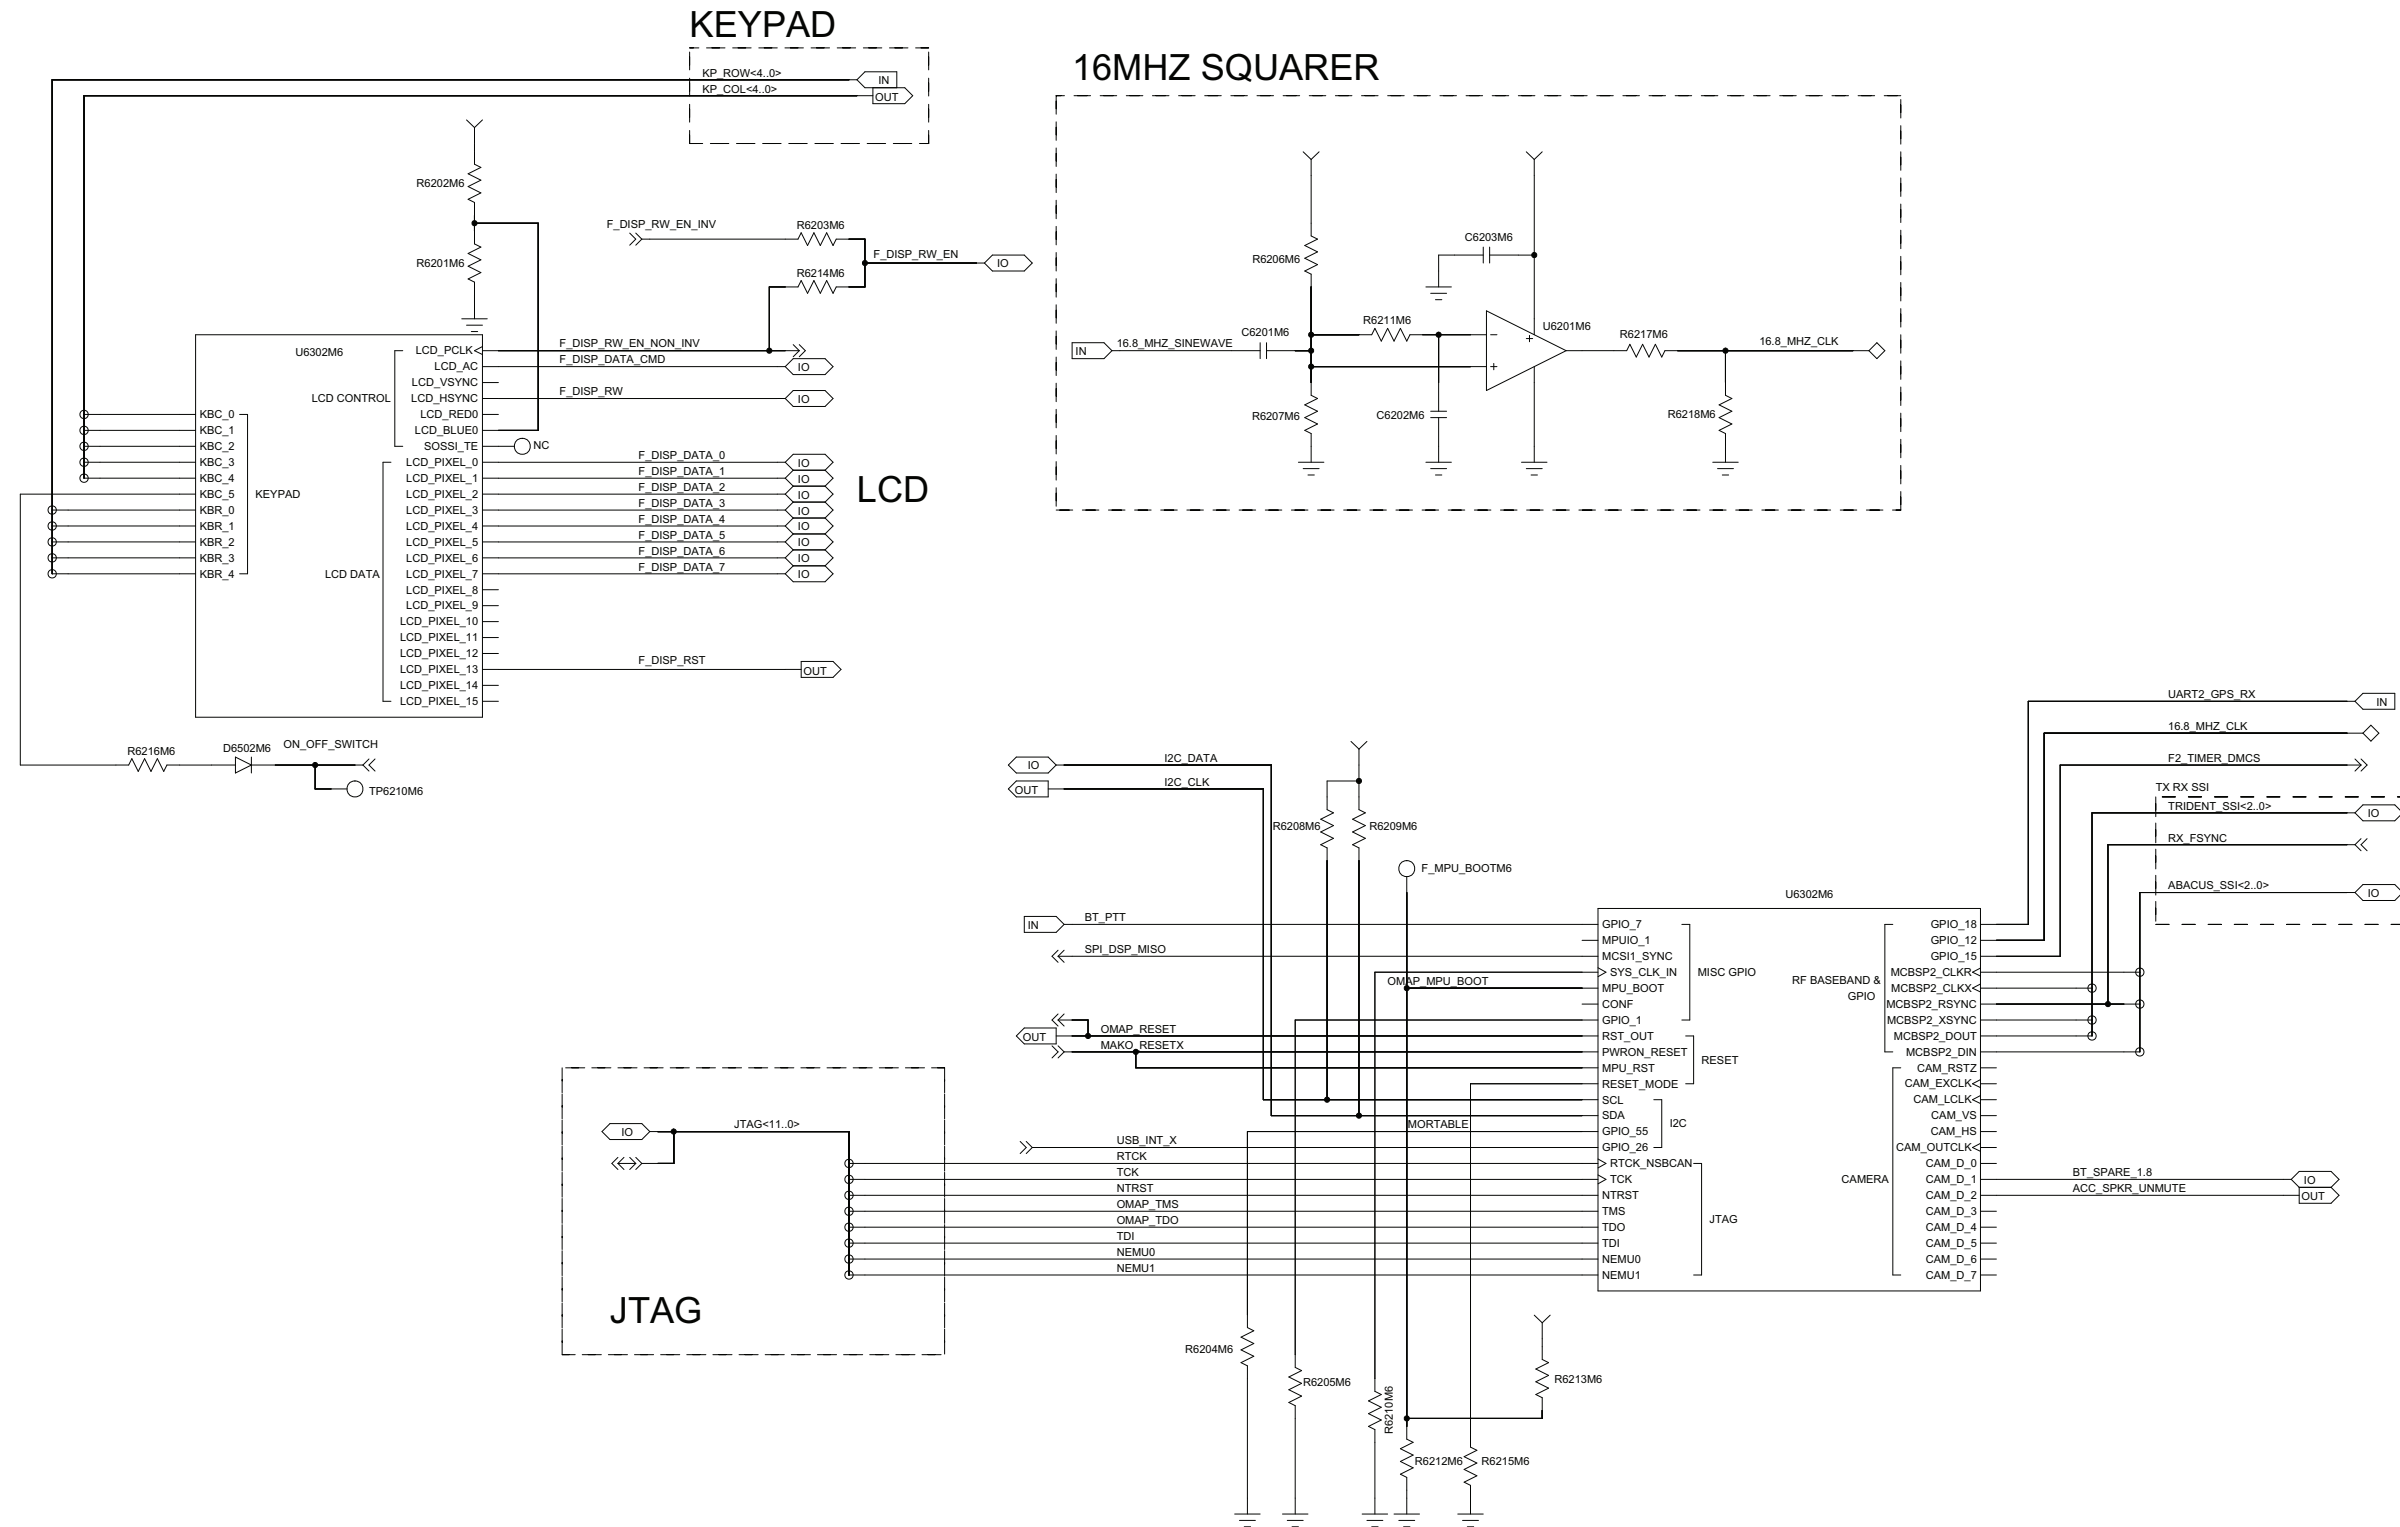 KEYPAD
KP_ROW<4..0>
IN
KP_COL<4..0>
OUT
16MHZ SQUARER
R6202M6
R6201M6
F_DISP_RW_EN_INV
R6203M6
R6214M6
F_DISP_RW_EN
IO
U6302M6
LCD CONTROL
KEYPAD
LCD DATA
KBC_0
KBC_1
KBC_2
KBC_3
KBC_4
KBC_5
KBR_0
KBR_1
KBR_2
KBR_3
KBR_4
LCD_PCLK
LCD_AC
LCD_VSYNC
LCD_HSYNC
LCD_RED0
LCD_BLUE0
SOSSI_TE
LCD_PIXEL_0
LCD_PIXEL_1
LCD_PIXEL_2
LCD_PIXEL_3
LCD_PIXEL_4
LCD_PIXEL_5
LCD_PIXEL_6
LCD_PIXEL_7
LCD_PIXEL_8
LCD_PIXEL_9
LCD_PIXEL_10
LCD_PIXEL_11
LCD_PIXEL_12
LCD_PIXEL_13
LCD_PIXEL_14
LCD_PIXEL_15
F_DISP_RW_EN_NON_INV
F_DISP_DATA_CMD
IO
F_DISP_RW
IO
NC
F_DISP_DATA_0
IO
F_DISP_DATA_1
IO
F_DISP_DATA_2
IO
F_DISP_DATA_3
IO
F_DISP_DATA_4
IO
F_DISP_DATA_5
IO
F_DISP_DATA_6
IO
F_DISP_DATA_7
IO
LCD
F_DISP_RST
OUT
R6216M6
D6502M6
ON_OFF_SWITCH
TP6210M6
C6203M6
R6206M6
IN
16.8_MHZ_SINEWAVE
C6201M6
R6211M6
U6201M6
−
+
+
R6217M6
16.8_MHZ_CLK
R6207M6
C6202M6
R6218M6
IO
I2C_DATA
OUT
I2C_CLK
R6208M6
R6209M6
F_MPU_BOOTM6
IN
BT_PTT
SPI_DSP_MISO
OMAP_MPU_BOOT
OUT
OMAP_RESET
MAKO_RESETX
MORTABLE
USB_INT_X
RTCK
TCK
NTRST
OMAP_TMS
OMAP_TDO
TDI
NEMU0
NEMU1
IO
JTAG<11..0>
JTAG
U6302M6
GPIO_7
MPUIO_1
MCSI1_SYNC
SYS_CLK_IN
MPU_BOOT
CONF
GPIO_1
RST_OUT
PWRON_RESET
MPU_RST
RESET_MODE
SCL
SDA
GPIO_55
GPIO_26
RTCK_NSBCAN
TCK
NTRST
TMS
TDO
TDI
NEMU0
NEMU1
MISC GPIO
RESET
I2C
JTAG
RF BASEBAND &
GPIO
CAMERA
GPIO_18
GPIO_12
GPIO_15
MCBSP2_CLKR
MCBSP2_CLKX
MCBSP2_RSYNC
MCBSP2_XSYNC
MCBSP2_DOUT
MCBSP2_DIN
CAM_RSTZ
CAM_EXCLK
CAM_LCLK
CAM_VS
CAM_HS
CAM_OUTCLK
CAM_D_0
CAM_D_1
CAM_D_2
CAM_D_3
CAM_D_4
CAM_D_5
CAM_D_6
CAM_D_7
UART2_GPS_RX
IN
16.8_MHZ_CLK
F2_TIMER_DMCS
TX RX SSI
TRIDENT_SSI<2..0>
IO
RX_FSYNC
ABACUS_SSI<2..0>
IO
BT_SPARE_1.8
IO
ACC_SPKR_UNMUTE
OUT
R6204M6
R6205M6
R6210M6
R6213M6
R6212M6
R6215M6